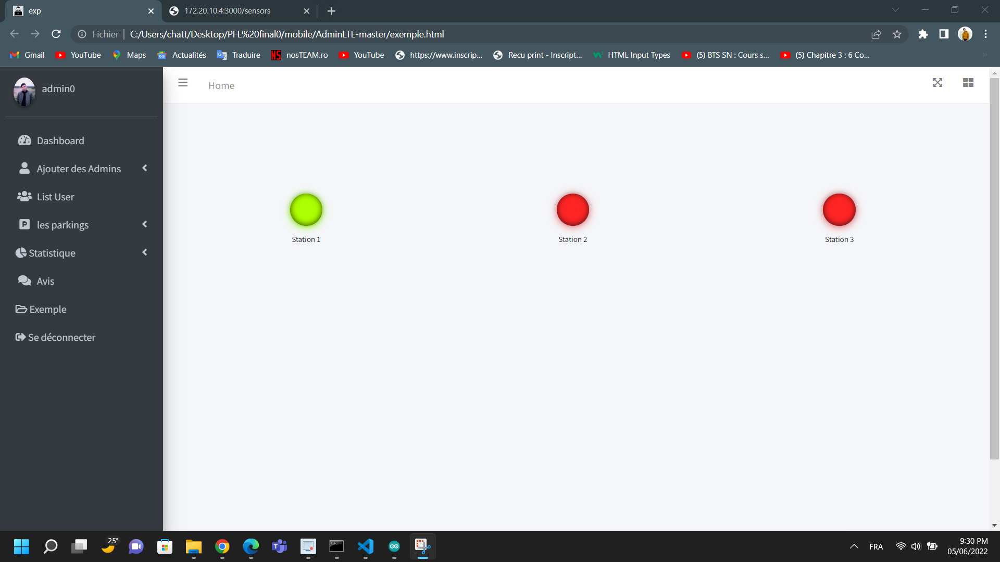 exp
172.20.10.4:3000/sensors
Fichier | C:/Users/chatt/Desktop/PFE%20final0/mobile/AdminLTE-master/exemple.html
Gmail YouTube Maps Actualités Traduire NS nosTEAM.ro YouTube https://www.inscrip... Recu print - Inscript... HTML Input Types (5) BTS SN : Cours s... (5) Chapitre 3 : 6 Co...
admin0
Home
Dashboard
Ajouter des Admins
List User
P les parkings
Statistique
Avis
Exemple
Se déconnecter
Station 1
Station 2
Station 3
25°
FRA
9:30 PM
05/06/2022